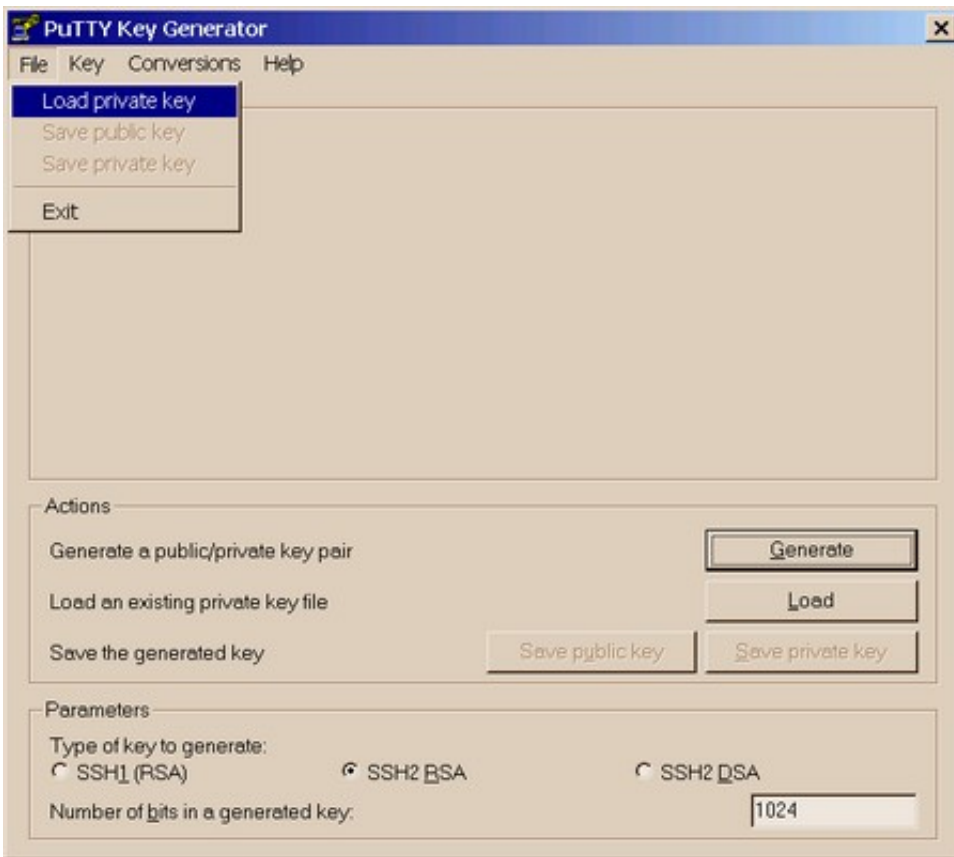 PuTTY Key Generator
File Key Conversions Help
Load private key
Save public key
Save private key
Exit
Actions
Generate a public/private key pair Generate
Load an existing private key file Load
Save the generated key Save public key Save private key
Parameters
Type of key to generate:
SSH1 (RSA) SSH2 RSA SSH2 DSA
Number of bits in a generated key: 1024